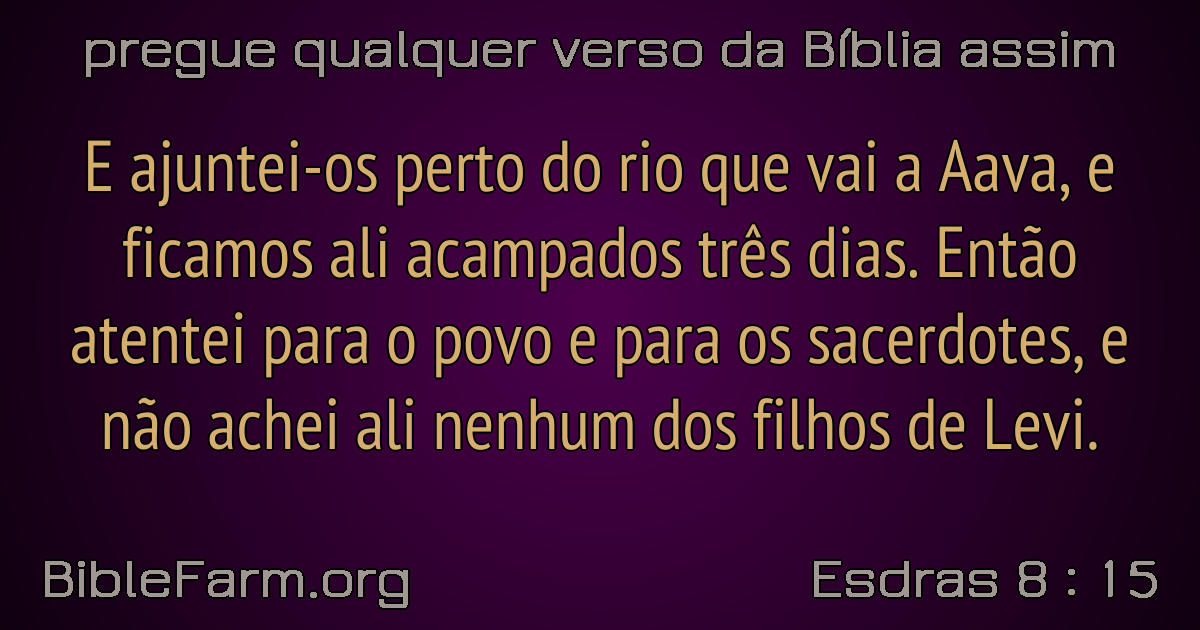 pregue qualquer verso da Bíblia assim
E ajuntei-os perto do rio que vai a Aava, e
ficamos ali acampados três dias. Então
atentei para o povo e para os sacerdotes, e
não achei ali nenhum dos filhos de Levi.
BibleFarm.org
Esdras 8 : 15